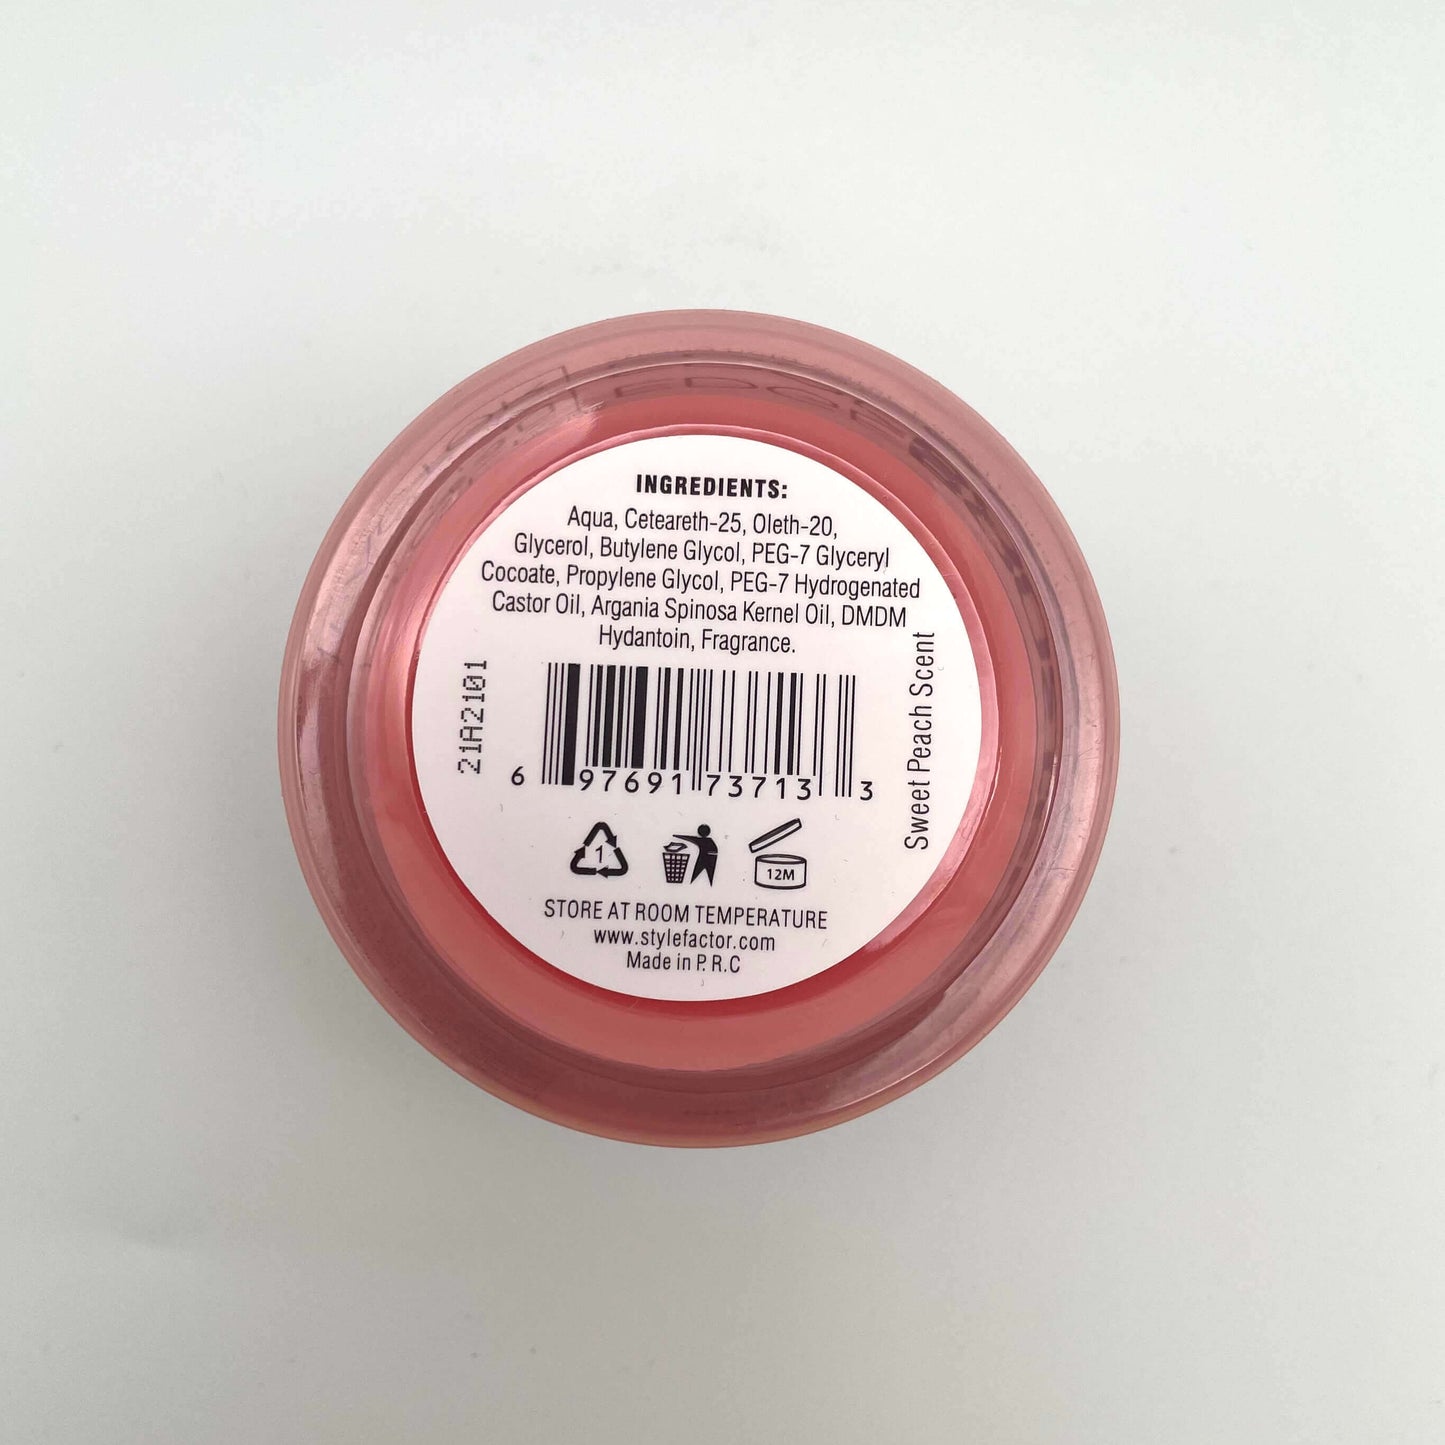 EDGE
INGREDIENTS:
Aqua, Ceteareth-25, Oleth-20,
Glycerol, Butylene Glycol, PEG-7 Glyceryl
Cocoate, Propylene Glycol, PEG-7 Hydrogenated
Castor Oil, Argania Spinosa Kernel Oil, DMDM
Hydantoin, Fragrance.
21A2101
Sweet Peach Scent
6 97691 73713 3
1
12M
STORE AT ROOM TEMPERATURE
www.stylefactor.com
Made in P.R.C